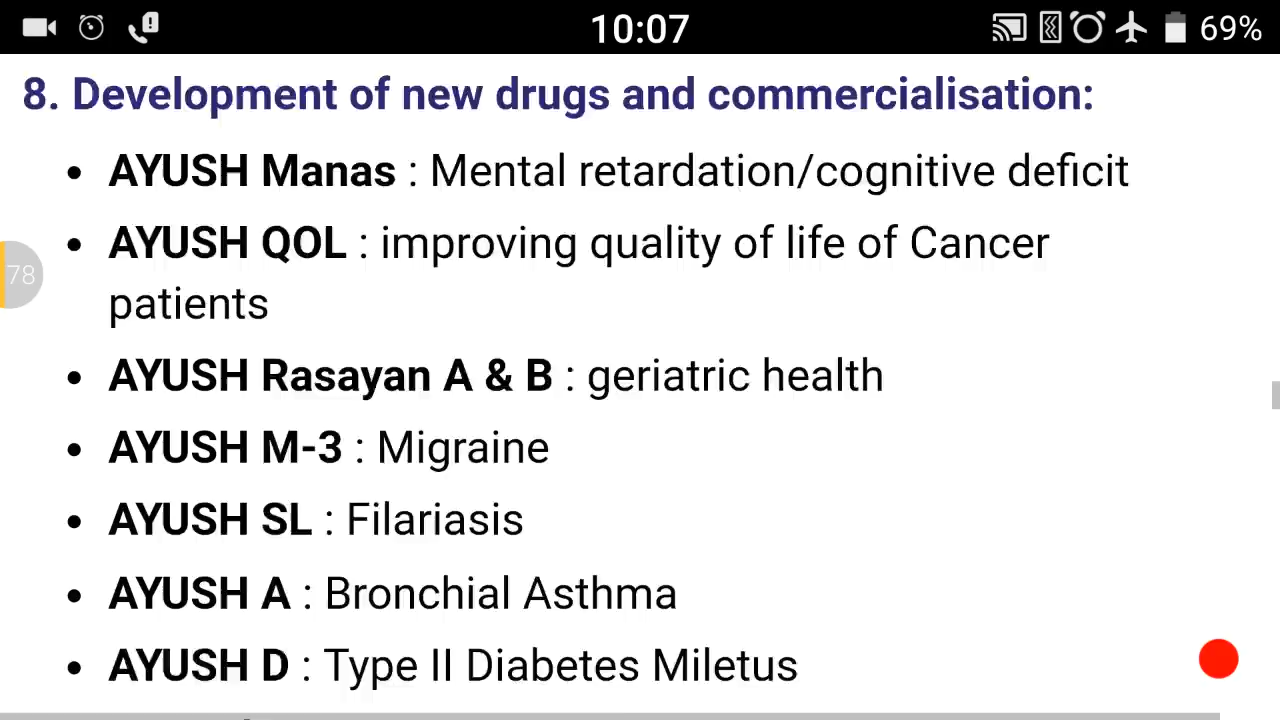 10:07
69%
8. Development of new drugs and commercialisation:
• AYUSH Manas : Mental retardation/cognitive deficit
• AYUSH QOL : improving quality of life of Cancer
patients
78
• AYUSH Rasayan A & B : geriatric health
• AYUSH M-3 : Migraine
• AYUSH SL : Filariasis
• AYUSH A : Bronchial Asthma
• AYUSH D : Type II Diabetes Miletus